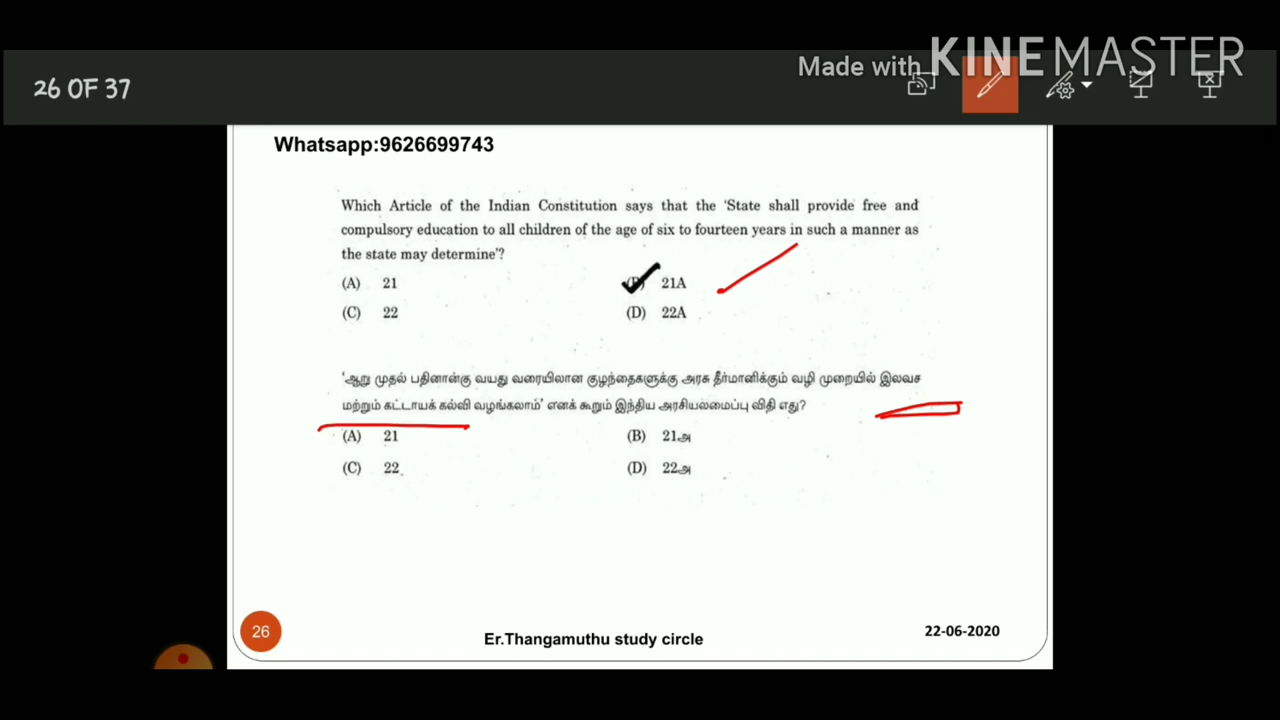 Made with KINEMASTER
26 OF 37
Whatsapp:9626699743
Which Article of the Indian Constitution says that the 'State shall provide free and
compulsory education to all children of the age of six to fourteen years in such a manner as
the state may determine'?
(A) 21 (B) 21A
(C) 22 (D) 22A
'ஆறு முதல் பதினான்கு வயது வரையிலான குழந்தைகளுக்கு அரசு தீர்மானிக்கும் வழி முறையில் இலவச
மற்றும் கட்டாயக் கல்வி வழங்கலாம்' எனக் கூறும் இந்திய அரசியலமைப்பு விதி எது?
(A) 21 (B) 21அ
(C) 22 (D) 22அ
26 Er.Thangamuthu study circle 22-06-2020